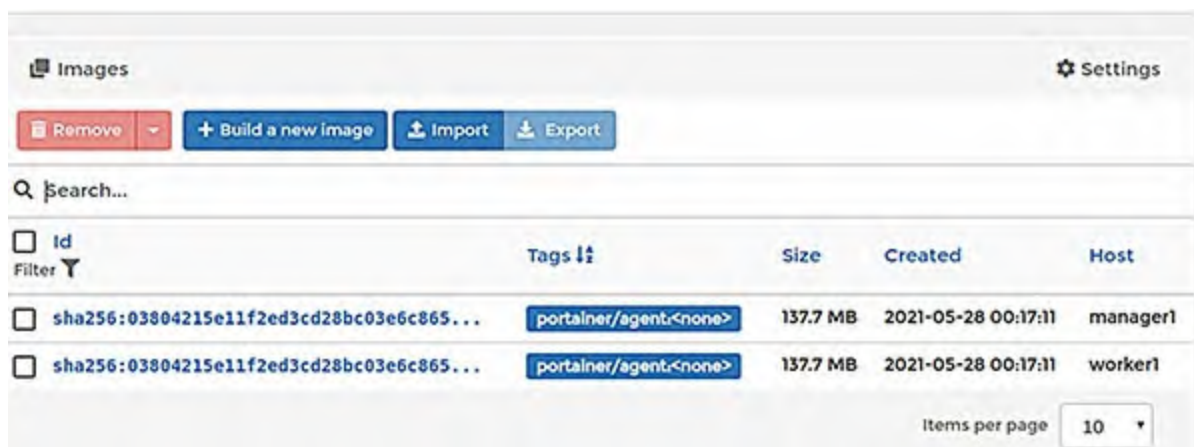 Images
Settings
Remove
+ Build a new image
Import
Export
Search...
Id
Filter
Tags
Size
Created
Host
sha256:03804215e11f2ed3cd28bc03e6c865... portainer/agent:<none> 137.7 MB 2021-05-28 00:17:11 manager1
sha256:03804215e11f2ed3cd28bc03e6c865... portainer/agent:<none> 137.7 MB 2021-05-28 00:17:11 worker1
Items per page 10